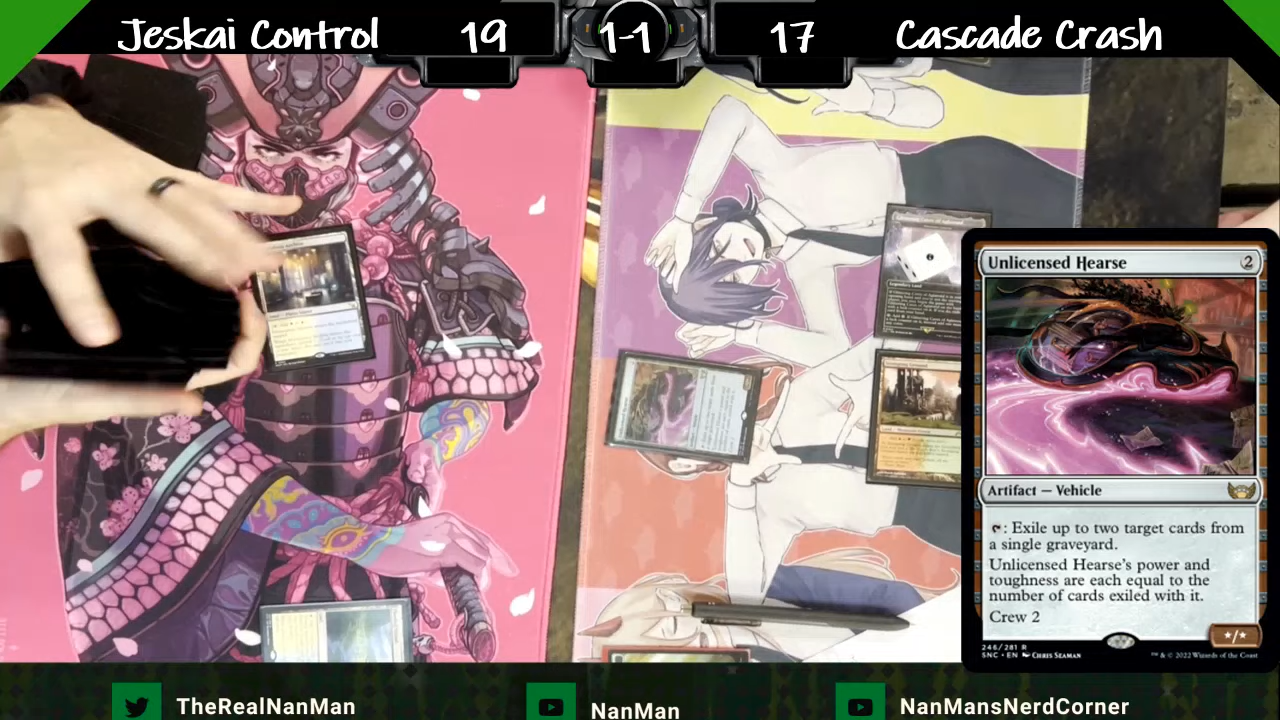 Jeskai Control
19
1-1
17
Cascade Crash
Unlicensed Hearse
2
Artifact — Vehicle
: Exile up to two target cards from
a single graveyard.
Unlicensed Hearse's power and
toughness are each equal to the
number of cards exiled with it.
Crew 2
*/*
246/281 R
SNC • EN CHRIS SEAMAN
™ & © 2022 Wizards of the Coast
TheRealNanMan
NanMan
NanMansNerdCorner